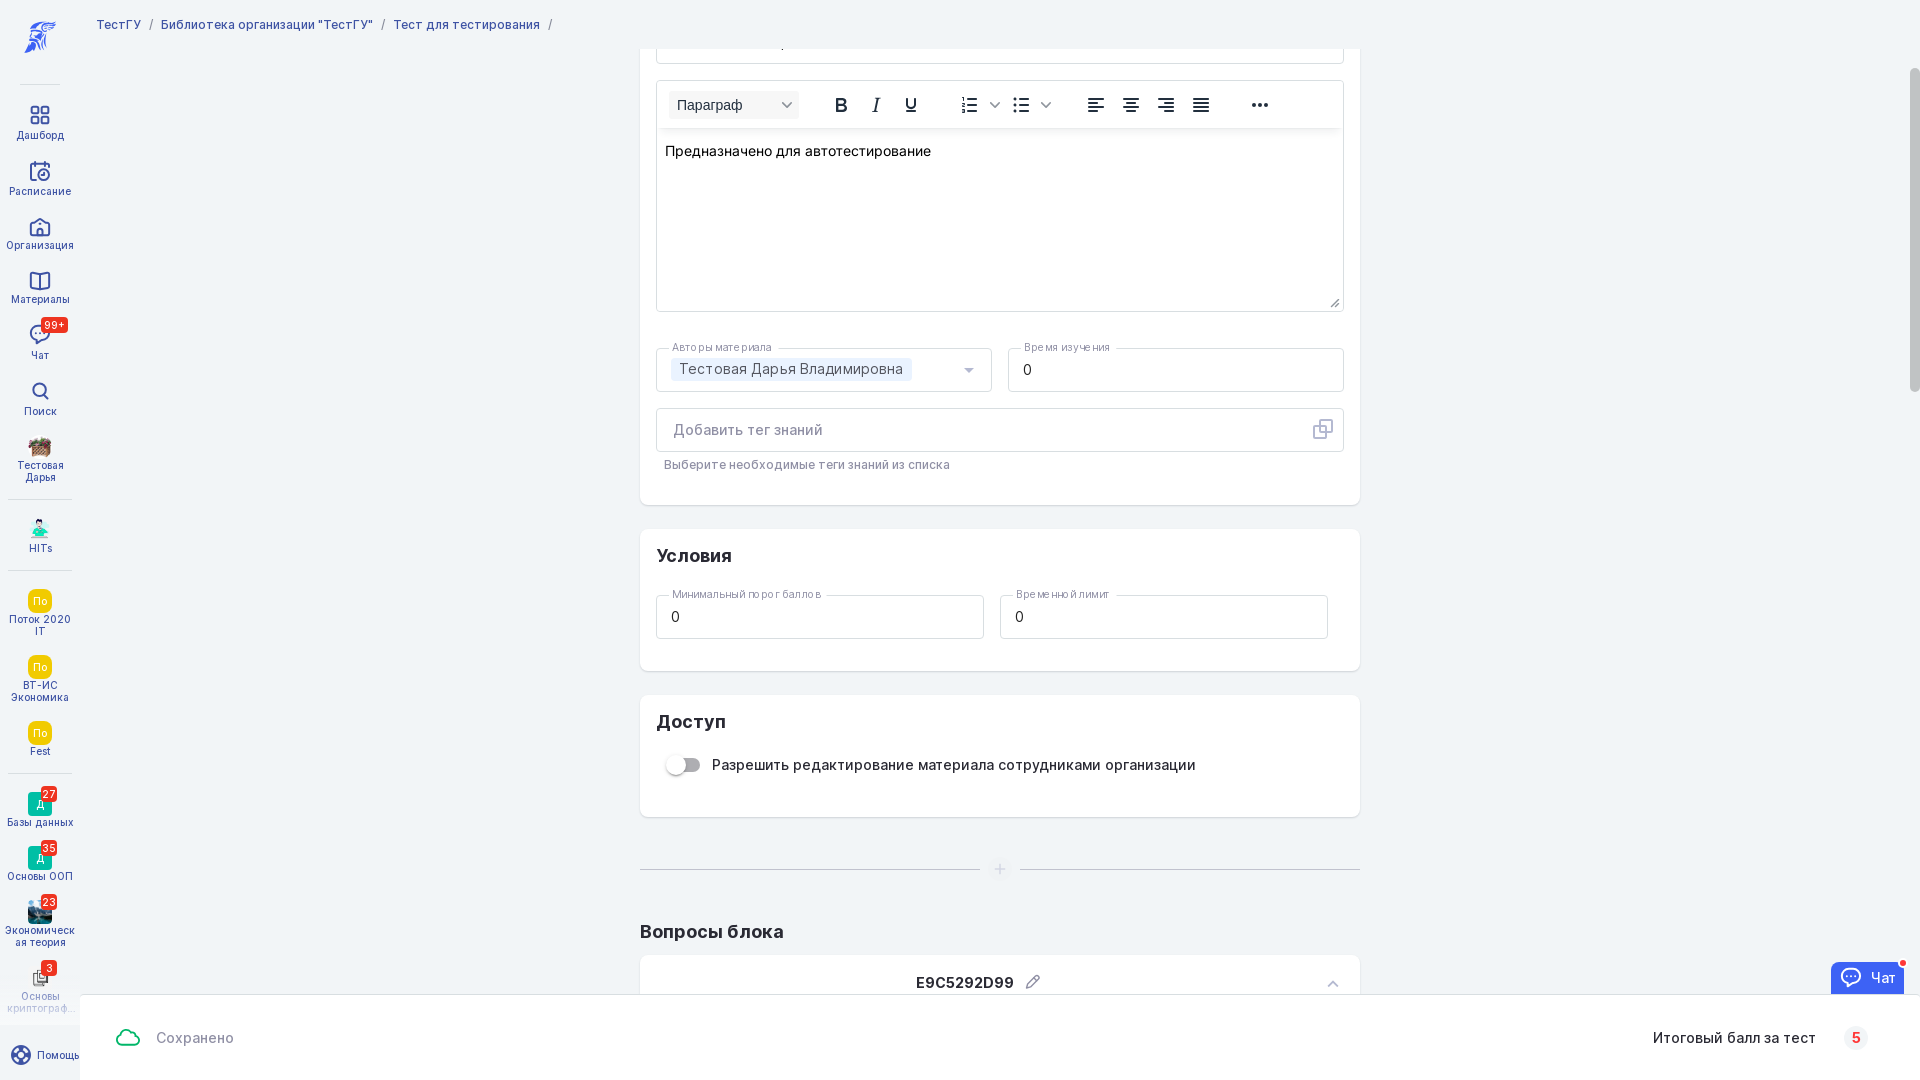 ТестГУ / Библиотека организации "ТестГУ" / Тест для тестирования /
Дашборд
Расписание
Организация
Материалы
99+
Чат
Поиск
Тестовая
Дарья
HITs
По
Поток 2020
IT
По
ВТ-ИС
Экономика
По
Fest
27
Д
Базы данных
35
Д
Основы ООП
23
Экономическ
ая теория
3
Основы
криптограф...
Помощь
Параграф
Предназначено для автотестирование
Авторы материала
Тестовая Дарья Владимировна
Время изучения
0
Добавить тег знаний
Выберите необходимые теги знаний из списка
Условия
Минимальный порог баллов
0
Временной лимит
0
Доступ
Разрешить редактирование материала сотрудниками организации
Вопросы блока
E9C5292D99
Чат
Сохранено
Итоговый балл за тест 5